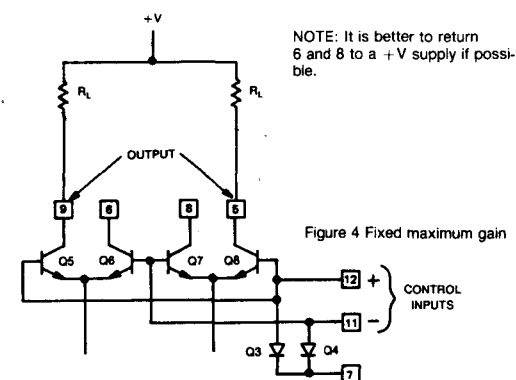 +V
NOTE: It is better to return
6 and 8 to a +V supply if possi-
ble.
RL
RL
OUTPUT
9
6
8
5
Figure 4 Fixed maximum gain
Q5
Q6
Q7
Q8
12 +
CONTROL
INPUTS
11 −
Q3
Q4
7